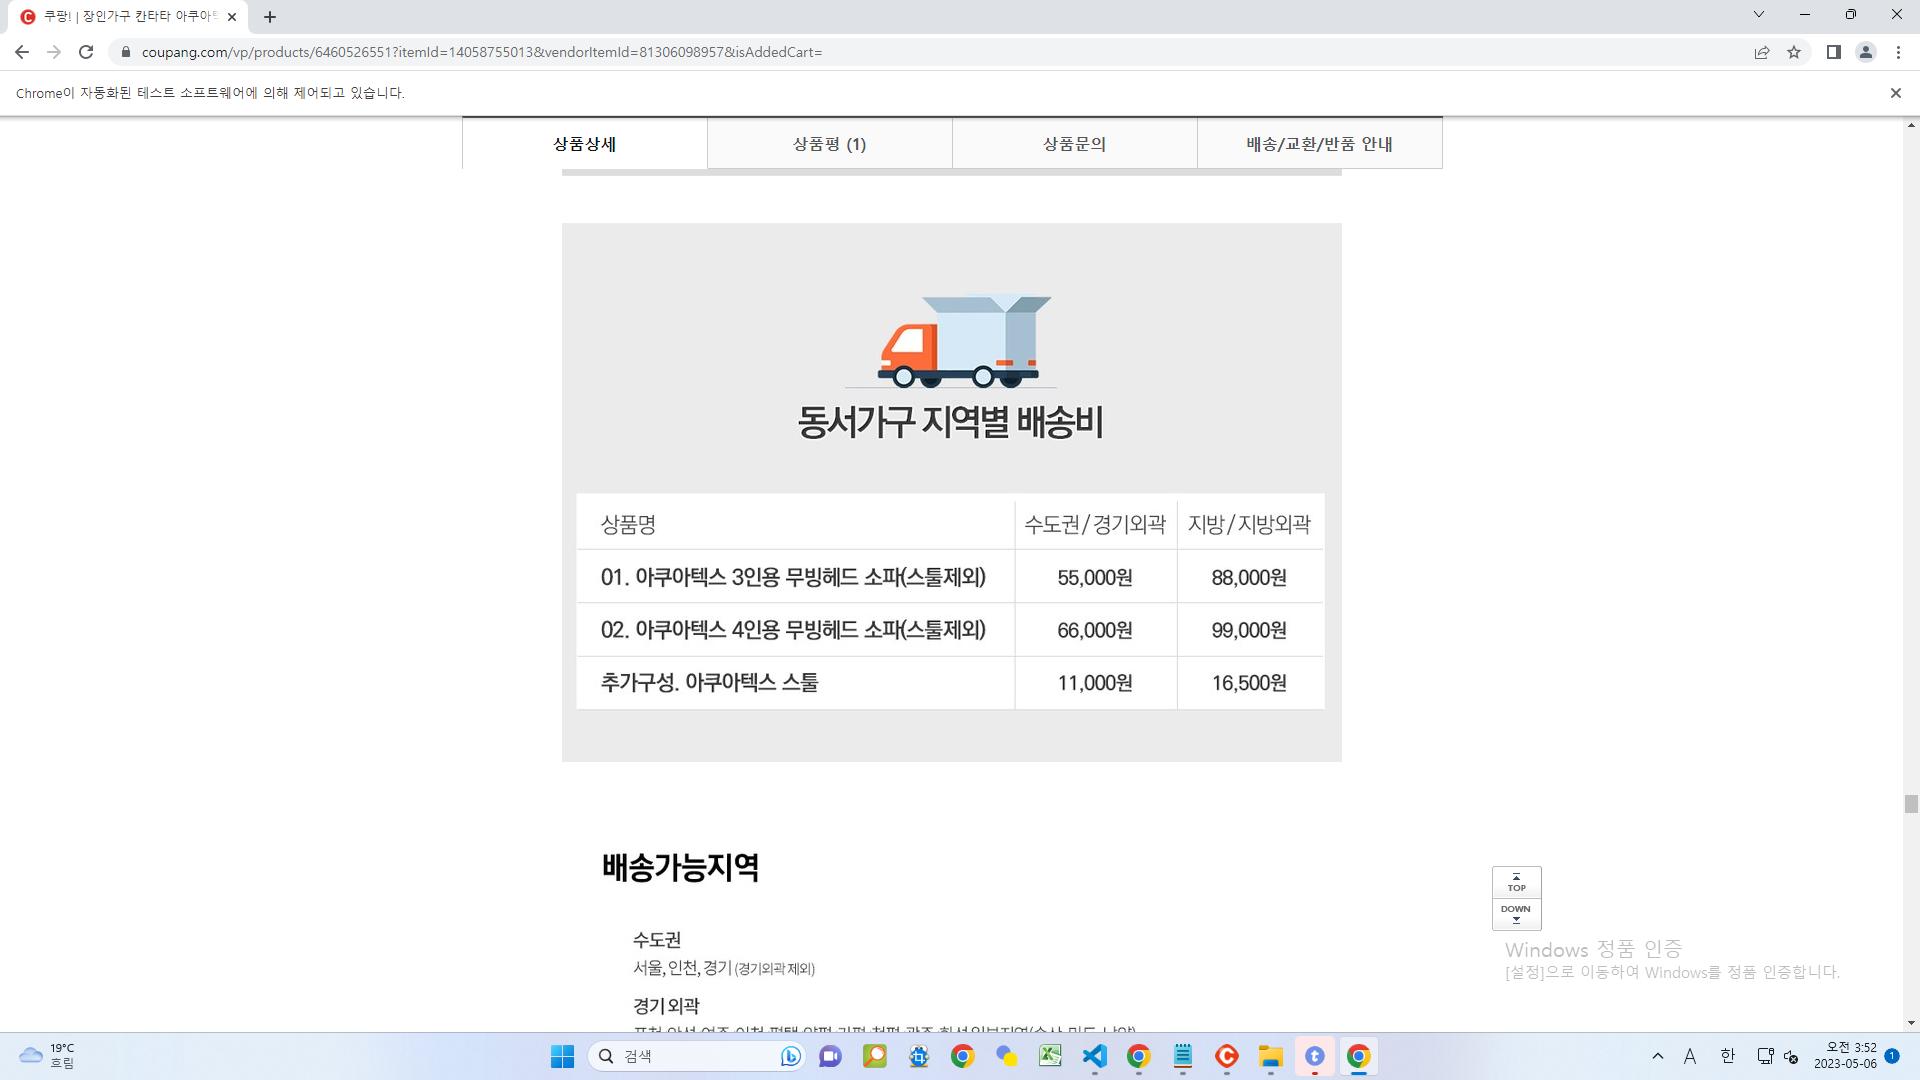 쿠팡! | 장인가구 칸타타 아쿠아텍
coupang.com/vp/products/6460526551?itemId=14058755013&vendorItemId=81306098957&isAddedCart=
Chrome이 자동화된 테스트 소프트웨어에 의해 제어되고 있습니다.
상품상세 상품평 (1) 상품문의 배송/교환/반품 안내
동서가구 지역별 배송비
상품명 수도권/경기외곽 지방/지방외곽
01. 아쿠아텍스 3인용 무빙헤드 소파(스툴제외) 55,000원 88,000원
02. 아쿠아텍스 4인용 무빙헤드 소파(스툴제외) 66,000원 99,000원
추가구성. 아쿠아텍스 스툴 11,000원 16,500원
배송가능지역
TOP
DOWN
수도권
서울, 인천, 경기 (경기외곽 제외)
경기 외곽
Windows 정품 인증
[설정]으로 이동하여 Windows를 정품 인증합니다.
19°C
흐림
검색
A 한
오전 3:52
2023-05-06
1